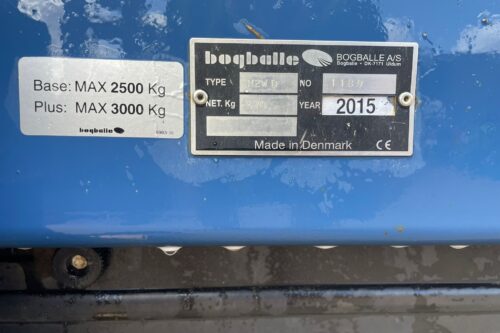 Base: MAX 2500 Kg
Plus: MAX 3000 Kg
bogballe
bogballe BOGBALLE A/S
Bogballe • DK-7171 Uldum
TYPE NO
NET. Kg YEAR 2015
Made in Denmark CE